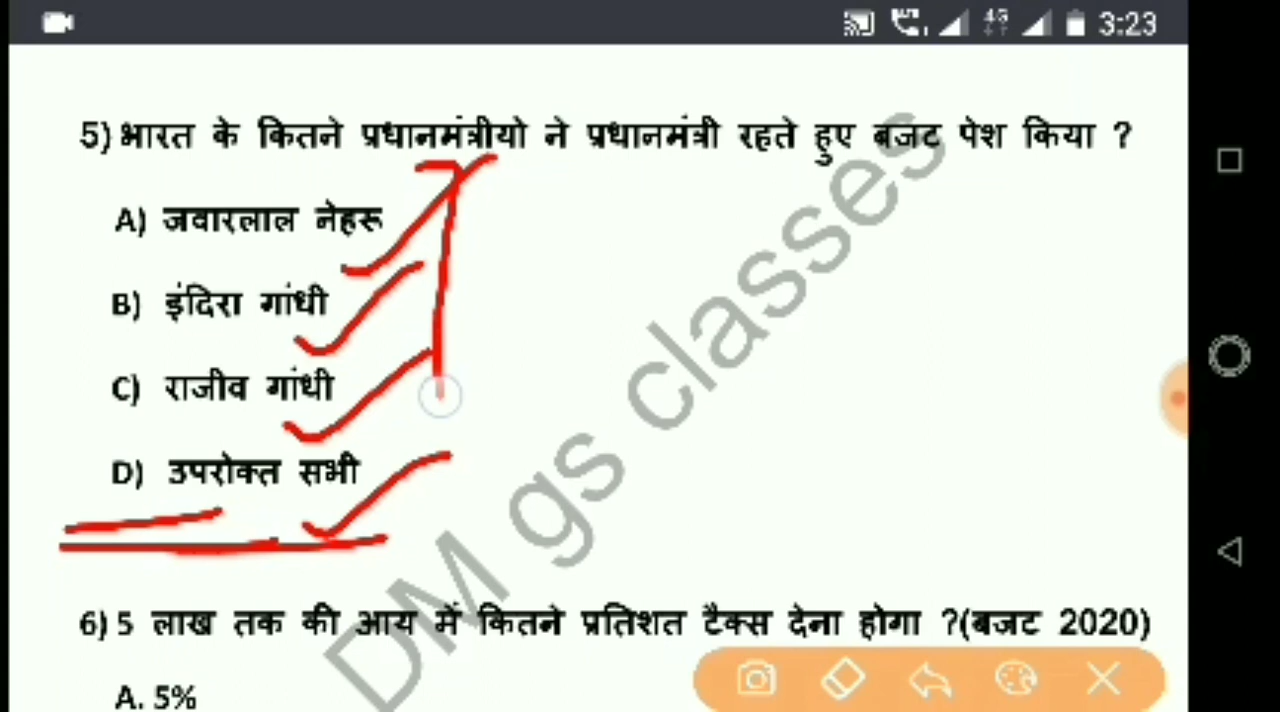 4G 3:23
5) भारत के कितने प्रधानमंत्रीयो ने प्रधानमंत्री रहते हुए बजट पेश किया ?
A) जवारलाल नेहरू
B) इंदिरा गांधी
C) राजीव गांधी
D) उपरोक्त सभी
6) 5 लाख तक की आय में कितने प्रतिशत टैक्स देना होगा ?(बजट 2020)
A. 5%
DM gs classes